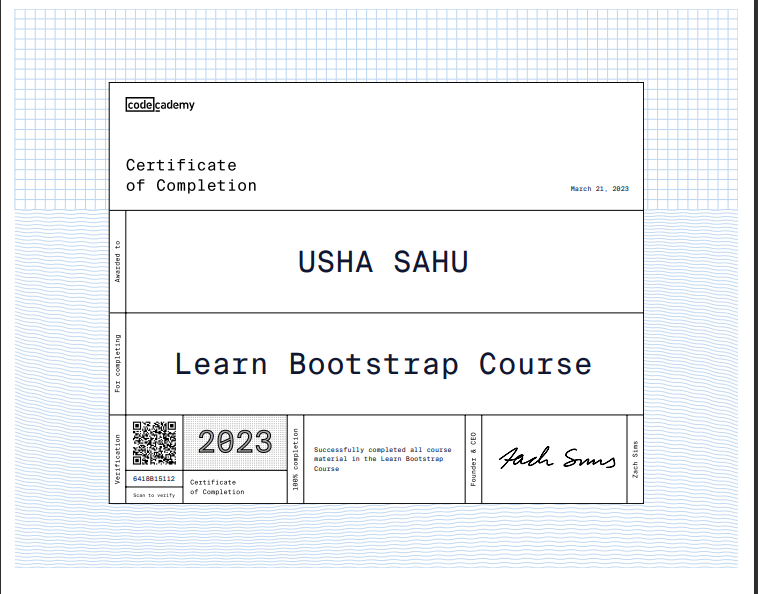 codecademy
Certificate
of Completion
March 21, 2023
Awarded to
USHA SAHU
For completing
Learn Bootstrap Course
Verification
6418B15112
Scan to verify
2023
Certificate
of Completion
100% completion
Successfully completed all course
material in the Learn Bootstrap
Course
Founder & CEO
Zach Sims
Zach Sims